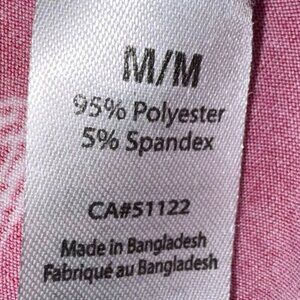 M/M
95% Polyester
5% Spandex
CA#51122
Made in Bangladesh
Fabriqué au Bangladesh